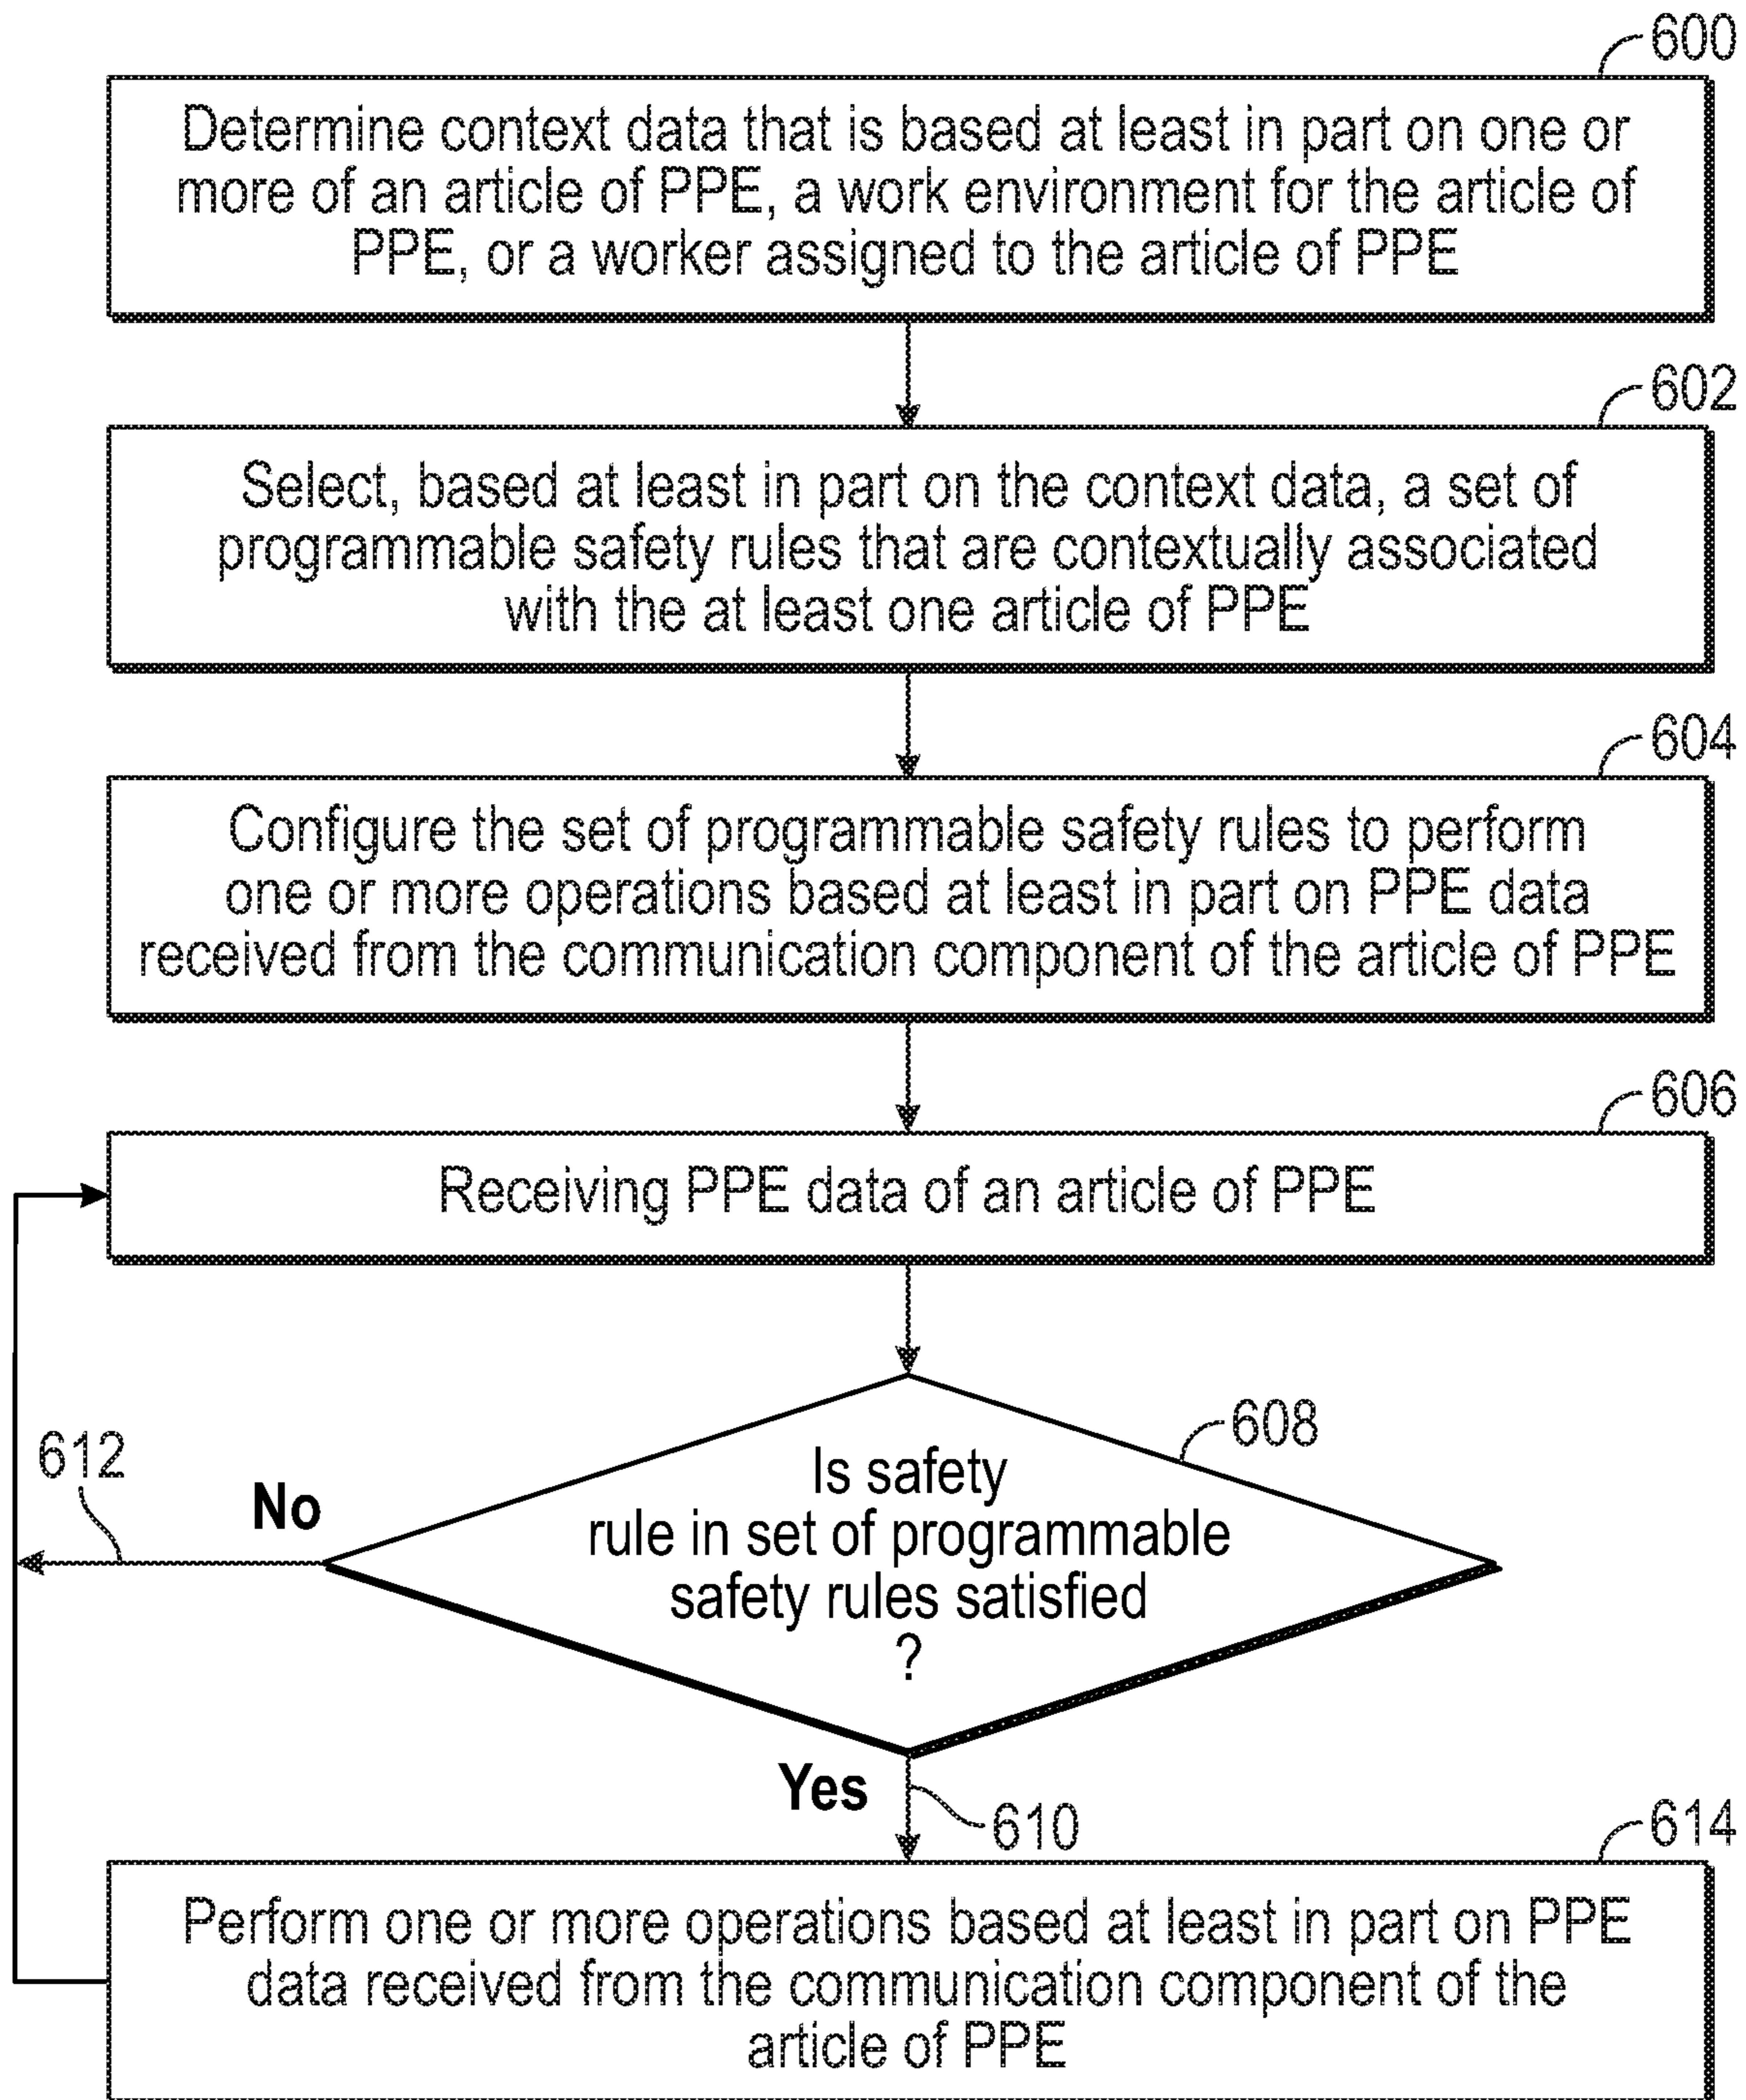 600
Determine context data that is based at least in part on one or
more of an article of PPE, a work environment for the article of
PPE, or a worker assigned to the article of PPE
602
Select, based at least in part on the context data, a set of
programmable safety rules that are contextually associated
with the at least one article of PPE
604
Configure the set of programmable safety rules to perform
one or more operations based at least in part on PPE data
received from the communication component of the article of PPE
606
Receiving PPE data of an article of PPE
608
Is safety
rule in set of programmable
safety rules satisfied
?
612
No
Yes
610
614
Perform one or more operations based at least in part on PPE
data received from the communication component of the
article of PPE